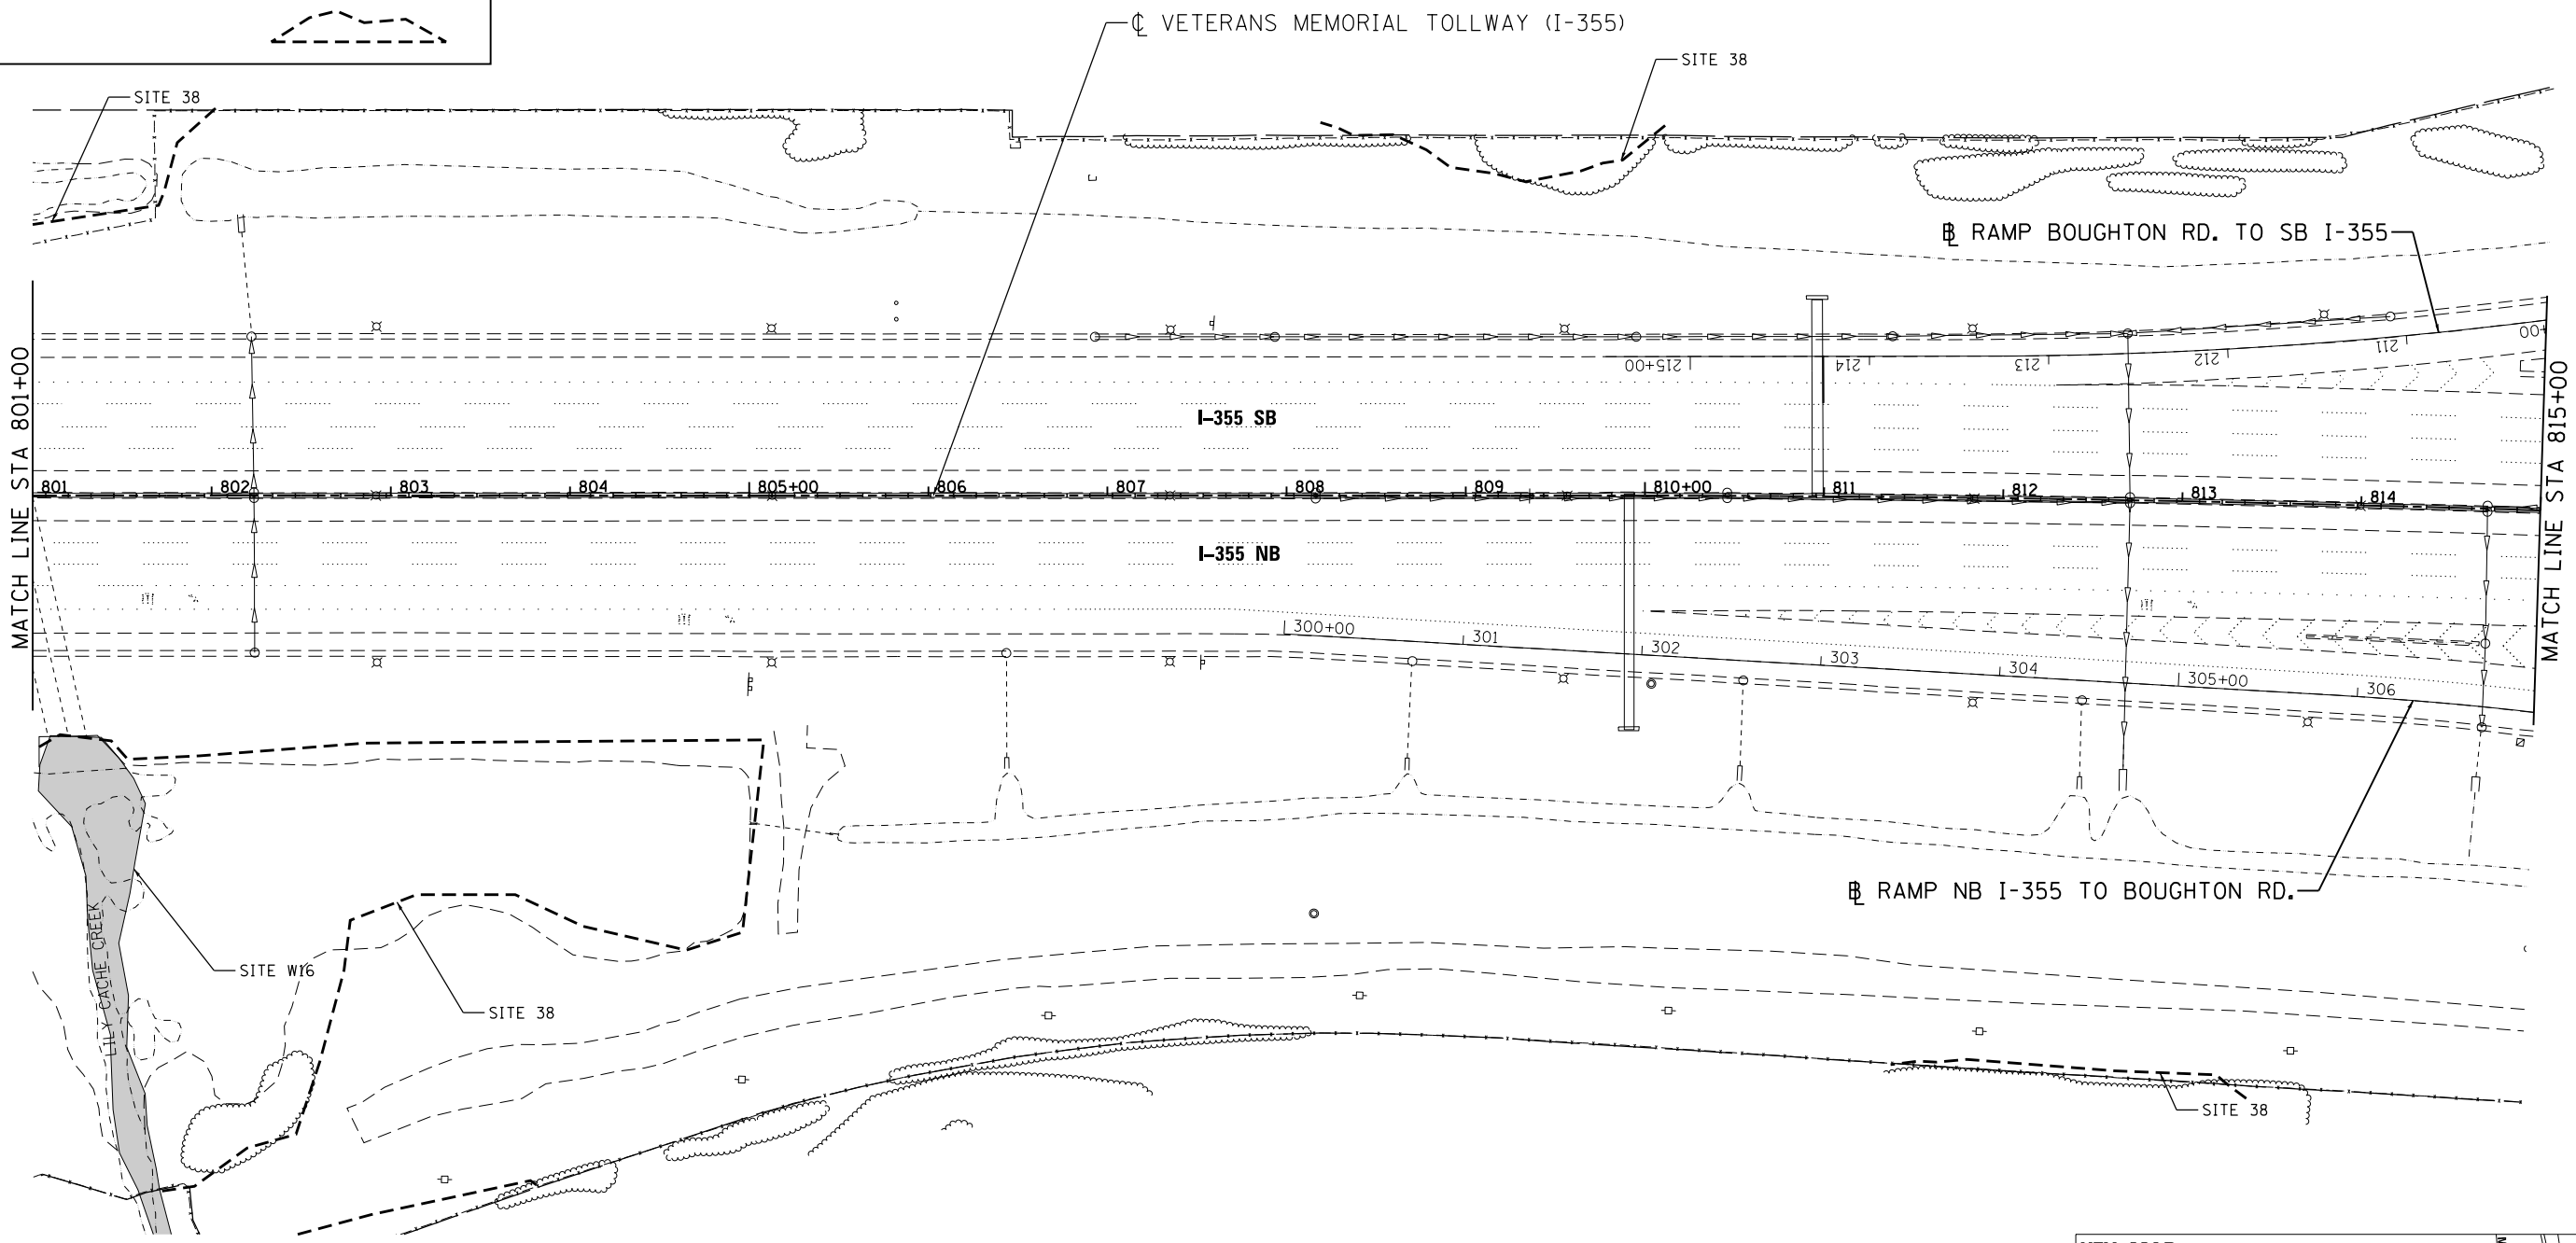 ℄ VETERANS MEMORIAL TOLLWAY (I-355)
SITE 38
SITE 38
BL RAMP BOUGHTON RD. TO SB I-355
MATCH LINE STA 801+00
MATCH LINE STA 815+00
215+00 214 213 212 211
I-355 SB
801 802 803 804 805+00 806 807 808 809 810+00 811 812 813 814
I-355 NB
300+00 301 302 303 304 305+00 306
BL RAMP NB I-355 TO BOUGHTON RD.
LILY CACHE CREEK
SITE W16
SITE 38
SITE 38